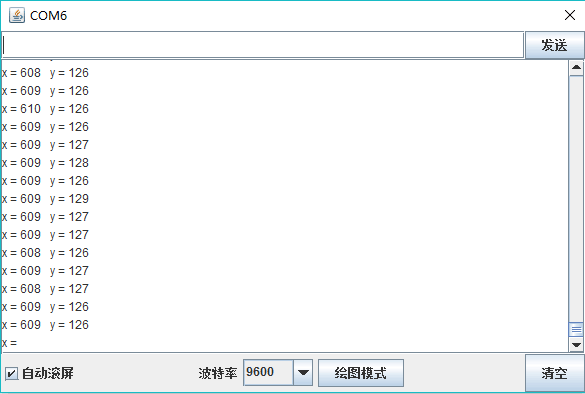 COM6
发送
x = 608 y = 126
x = 609 y = 126
x = 610 y = 126
x = 609 y = 126
x = 609 y = 127
x = 609 y = 128
x = 609 y = 126
x = 609 y = 129
x = 609 y = 127
x = 609 y = 127
x = 608 y = 126
x = 609 y = 127
x = 608 y = 127
x = 609 y = 126
x = 609 y = 126
x =
自动滚屏 波特率 9600 绘图模式 清空